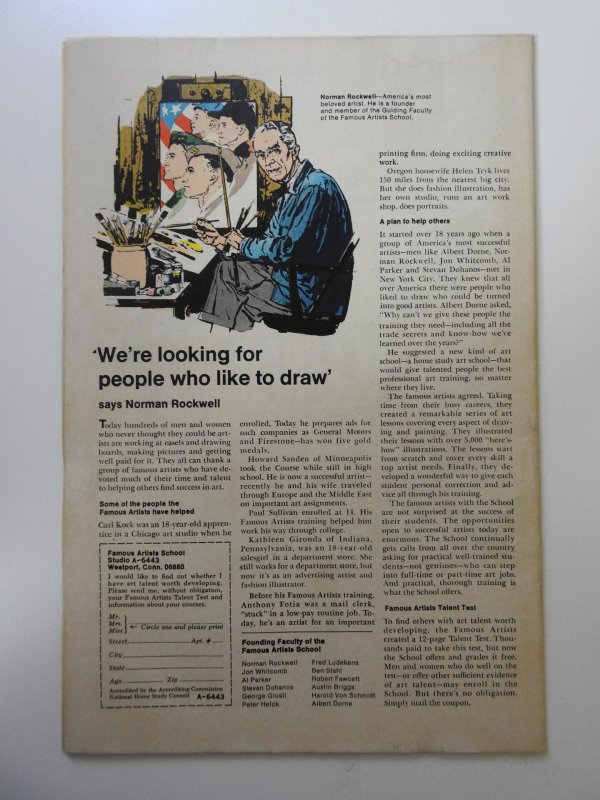 Norman Rockwell—America's most
beloved artist. He is a founder
and member of the Guiding Faculty
of the Famous Artists School.
'We're looking for
people who like to draw'
says Norman Rockwell
Today hundreds of men and women
who never thought they could be art-
ists are working at easels and drawing
boards, making pictures and getting
well paid for it. They all can thank a
group of famous artists who have de-
voted much of their time and talent
to helping others find success in art.
Some of the people the
Famous Artists have helped
Carl Kock was an 18-year-old appren-
tice in a Chicago art studio when he
Famous Artists School
Studio A-6443
Westport, Conn. 06880
I would like to find out whether I
have art talent worth developing.
Please send me, without obligation,
your Famous Artists Talent Test and
information about your courses.
Mr.
Mrs. ← Circle one and please print
Miss
Street Apt. #
City
State
Age Zip
Accredited by the Accrediting Commission
National Home Study Council A-6443
enrolled. Today he prepares ads for
such companies as General Motors
and Firestone—has won five gold
medals.
Howard Sanden of Minneapolis
took the Course while still in high
school. He is now a successful artist—
recently he and his wife traveled
through Europe and the Middle East
on important assignments.
Paul Sullivan enrolled at 14. His
Famous Artists training helped him
work his way through college.
Kathleen Gironda of Indiana,
Pennsylvania, was an 18-year-old
salesgirl in a department store. She
still works for a department store, but
now it's as an advertising artist and
fashion illustrator.
Before his Famous Artists training,
Anthony Fotia was a mail clerk,
"stuck" in a low-pay routine job. To-
day, he's an artist for an important
Founding Faculty of the
Famous Artists School
Norman Rockwell
Jon Whitcomb
Al Parker
Stevan Dohanos
George Giusti
Peter Helck
Fred Ludekens
Ben Stahl
Robert Fawcett
Austin Briggs
Harold Von Schmidt
Albert Dorne
printing firm, doing exciting creative
work.
Oregon housewife Helen Tryk lives
150 miles from the nearest big city.
But she does fashion illustration, has
her own studio, runs an art work
shop, does portraits.
A plan to help others
It started over 18 years ago when a
group of America's most successful
artists—men like Albert Dorne, Nor-
man Rockwell, Jon Whitcomb, Al
Parker and Stevan Dohanos—met in
New York City. They knew that all
over America there were people who
liked to draw who could be turned
into good artists. Albert Dorne asked,
"Why can't we give these people the
training they need—including all the
trade secrets and know-how we've
learned over the years?"
He suggested a new kind of art
school—a home study art school—that
would give talented people the best
professional art training, no matter
where they live.
The famous artists agreed. Taking
time from their busy careers, they
created a remarkable series of art
lessons covering every aspect of draw-
ing and painting. They illustrated
their lessons with over 5,000 "here's-
how" illustrations. The lessons start
from scratch and cover every skill a
top artist needs. Finally, they de-
veloped a wonderful way to give each
student personal correction and ad-
vice all through his training.
The famous artists with the School
are not surprised at the success of
their students. The opportunities
open to successful artists today are
enormous. The School continually
gets calls from all over the country
asking for practical well-trained stu-
dents—not geniuses—who can step
into full-time or part-time art jobs.
And practical, thorough training is
what the School offers.
Famous Artists Talent Test
To find others with art talent worth
developing, the Famous Artists
created a 12-page Talent Test. Thou-
sands paid to take this test, but now
the School offers and grades it free.
Men and women who do well on the
test—or offer other sufficient evidence
of art talent—may enroll in the
School. But there's no obligation.
Simply mail the coupon.